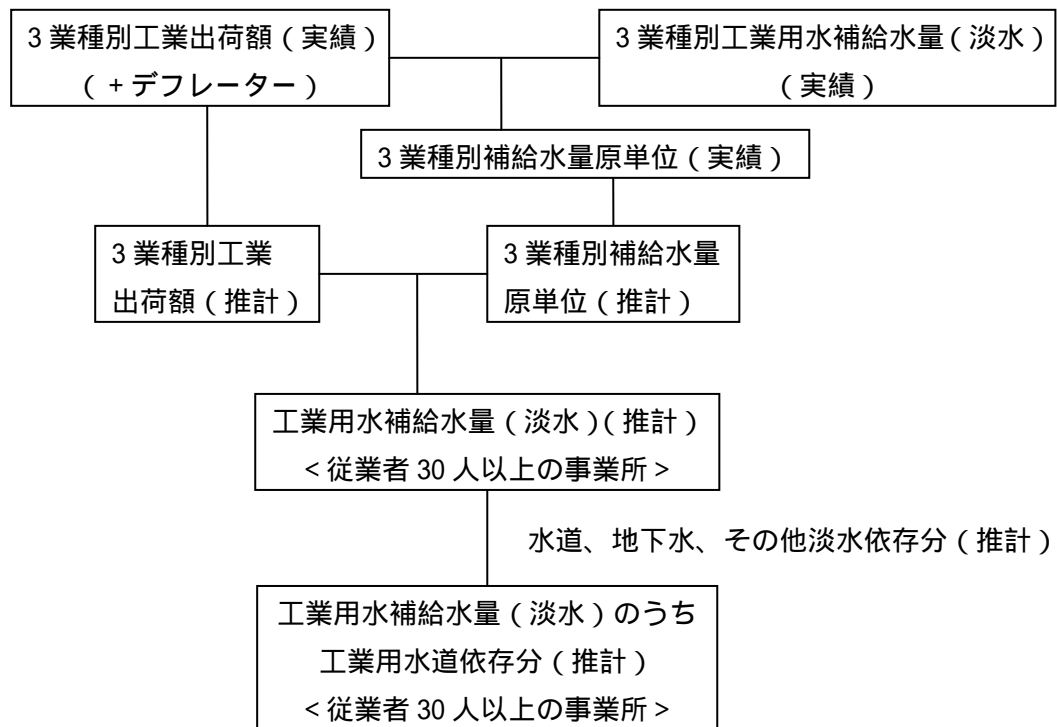 3業種別工業出荷額（実績）
（+デフレーター）
3業種別工業用水補給水量（淡水）
（実績）
3業種別補給水量原単位（実績）
3業種別工業
出荷額（推計）
3業種別補給水量
原単位（推計）
工業用水補給水量（淡水）（推計）
<従業者30人以上の事業所>
水道、地下水、その他淡水依存分（推計）
工業用水補給水量（淡水）のうち
工業用水道依存分（推計）
<従業者30人以上の事業所>